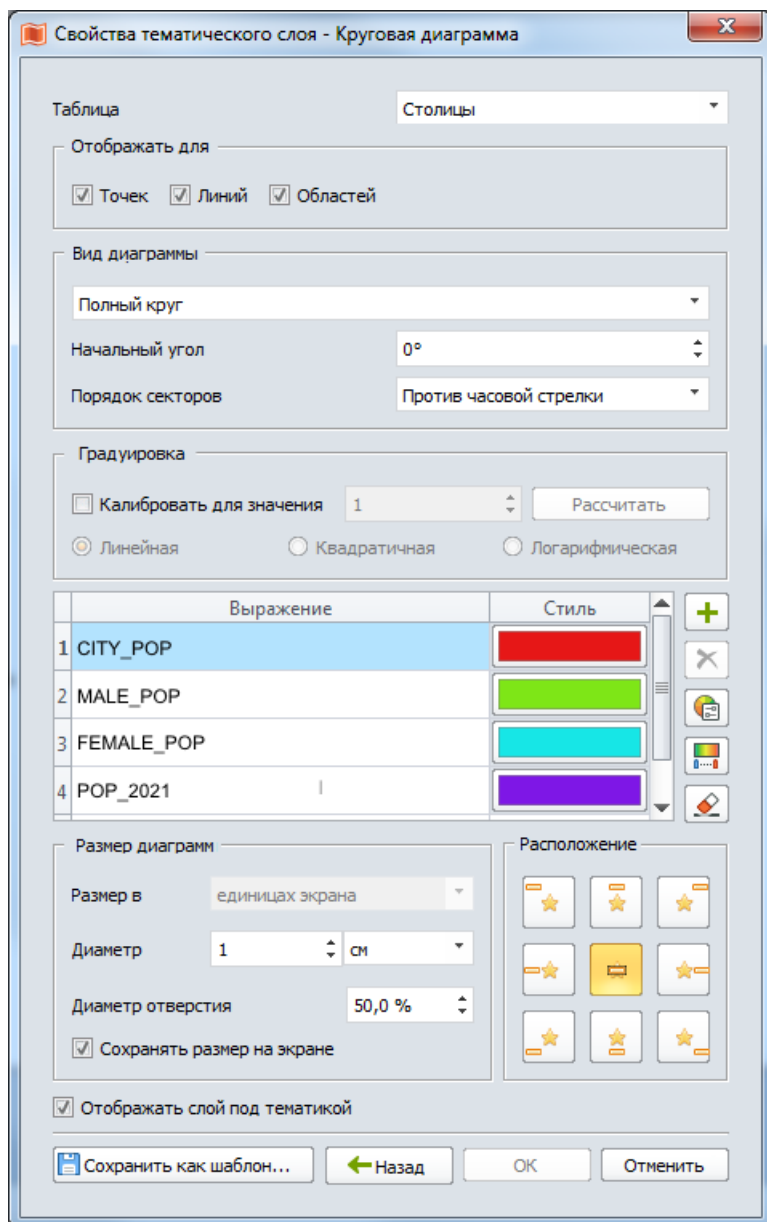 Свойства тематического слоя - Круговая диаграмма
Таблица Столицы
Отображать для
Точек Линий Областей
Вид диаграммы
Полный круг
Начальный угол 0°
Порядок секторов Против часовой стрелки
Градуировка
Калибровать для значения 1 Рассчитать
Линейная Квадратичная Логарифмическая
Выражение Стиль
1 CITY_POP
2 MALE_POP
3 FEMALE_POP
4 POP_2021
Размер диаграмм Расположение
Размер в единицах экрана
Диаметр 1 см
Диаметр отверстия 50,0 %
Сохранять размер на экране
Отображать слой под тематикой
Сохранить как шаблон... Назад ОК Отменить